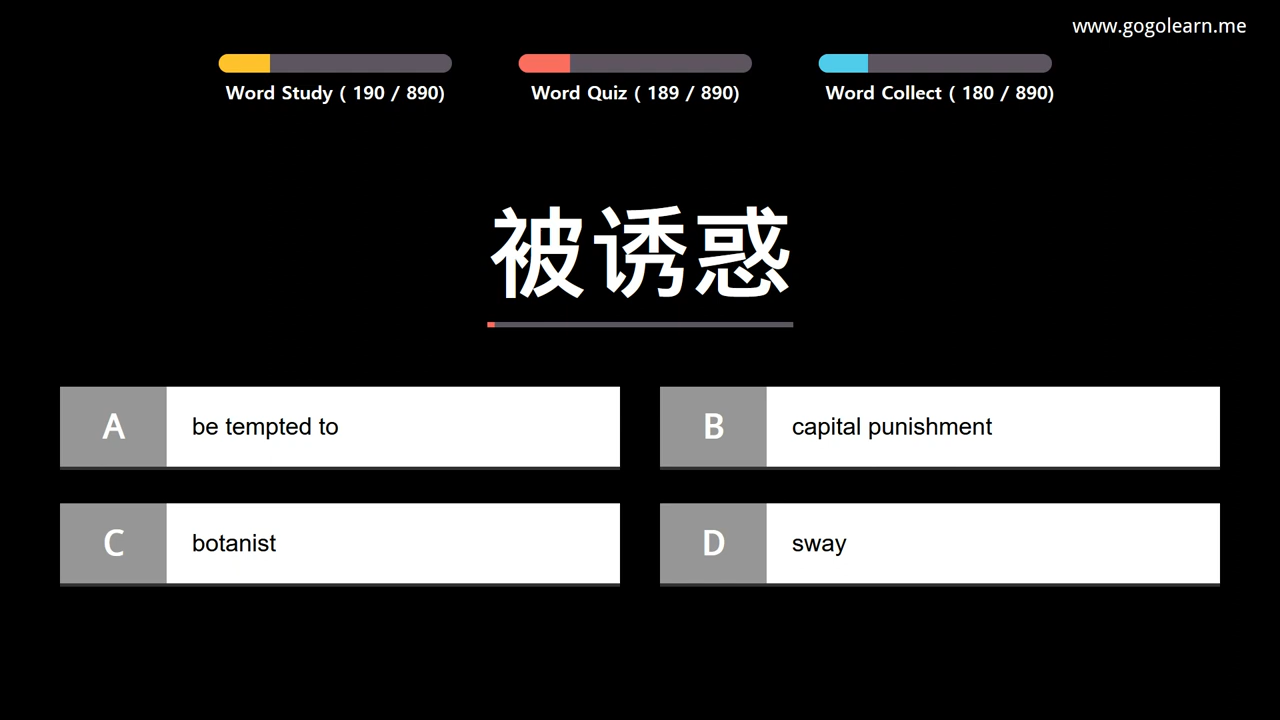 www.gogolearn.me
Word Study ( 190 / 890)
Word Quiz ( 189 / 890)
Word Collect ( 180 / 890)
被诱惑
A
be tempted to
B
capital punishment
C
botanist
D
sway